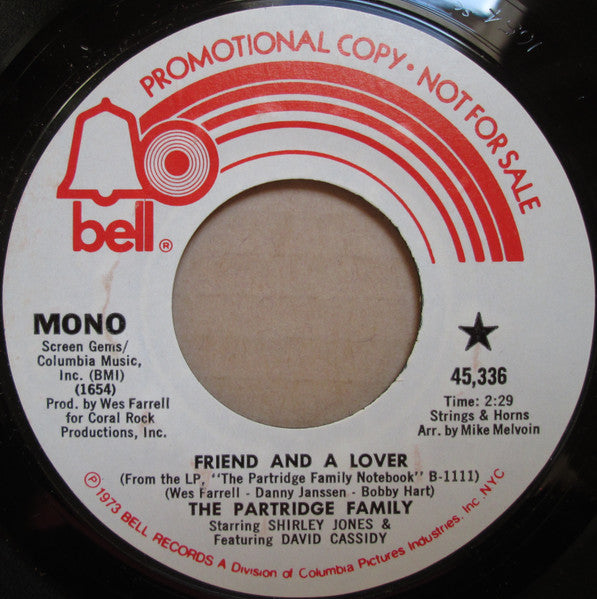 PROMOTIONAL COPY • NOT FOR SALE
bell®
MONO
Screen Gems/
Columbia Music,
Inc. (BMI)
(1654)
Prod. by Wes Farrell
for Coral Rock
Productions, Inc.
★
45,336
Time: 2:29
Strings & Horns
Arr. by Mike Melvoin
FRIEND AND A LOVER
(From the LP, "The Partridge Family Notebook" B-1111)
(Wes Farrell - Danny Janssen - Bobby Hart)
THE PARTRIDGE FAMILY
Starring SHIRLEY JONES &
Featuring DAVID CASSIDY
℗ 1973 BELL RECORDS A Division of Columbia Pictures Industries, Inc. NYC